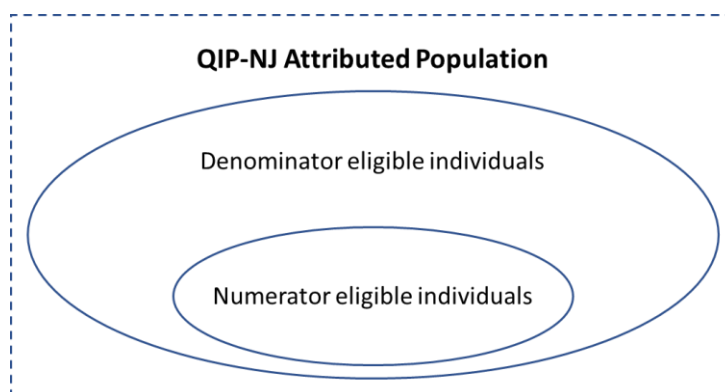 QIP-NJ Attributed Population
Denominator eligible individuals
Numerator eligible individuals